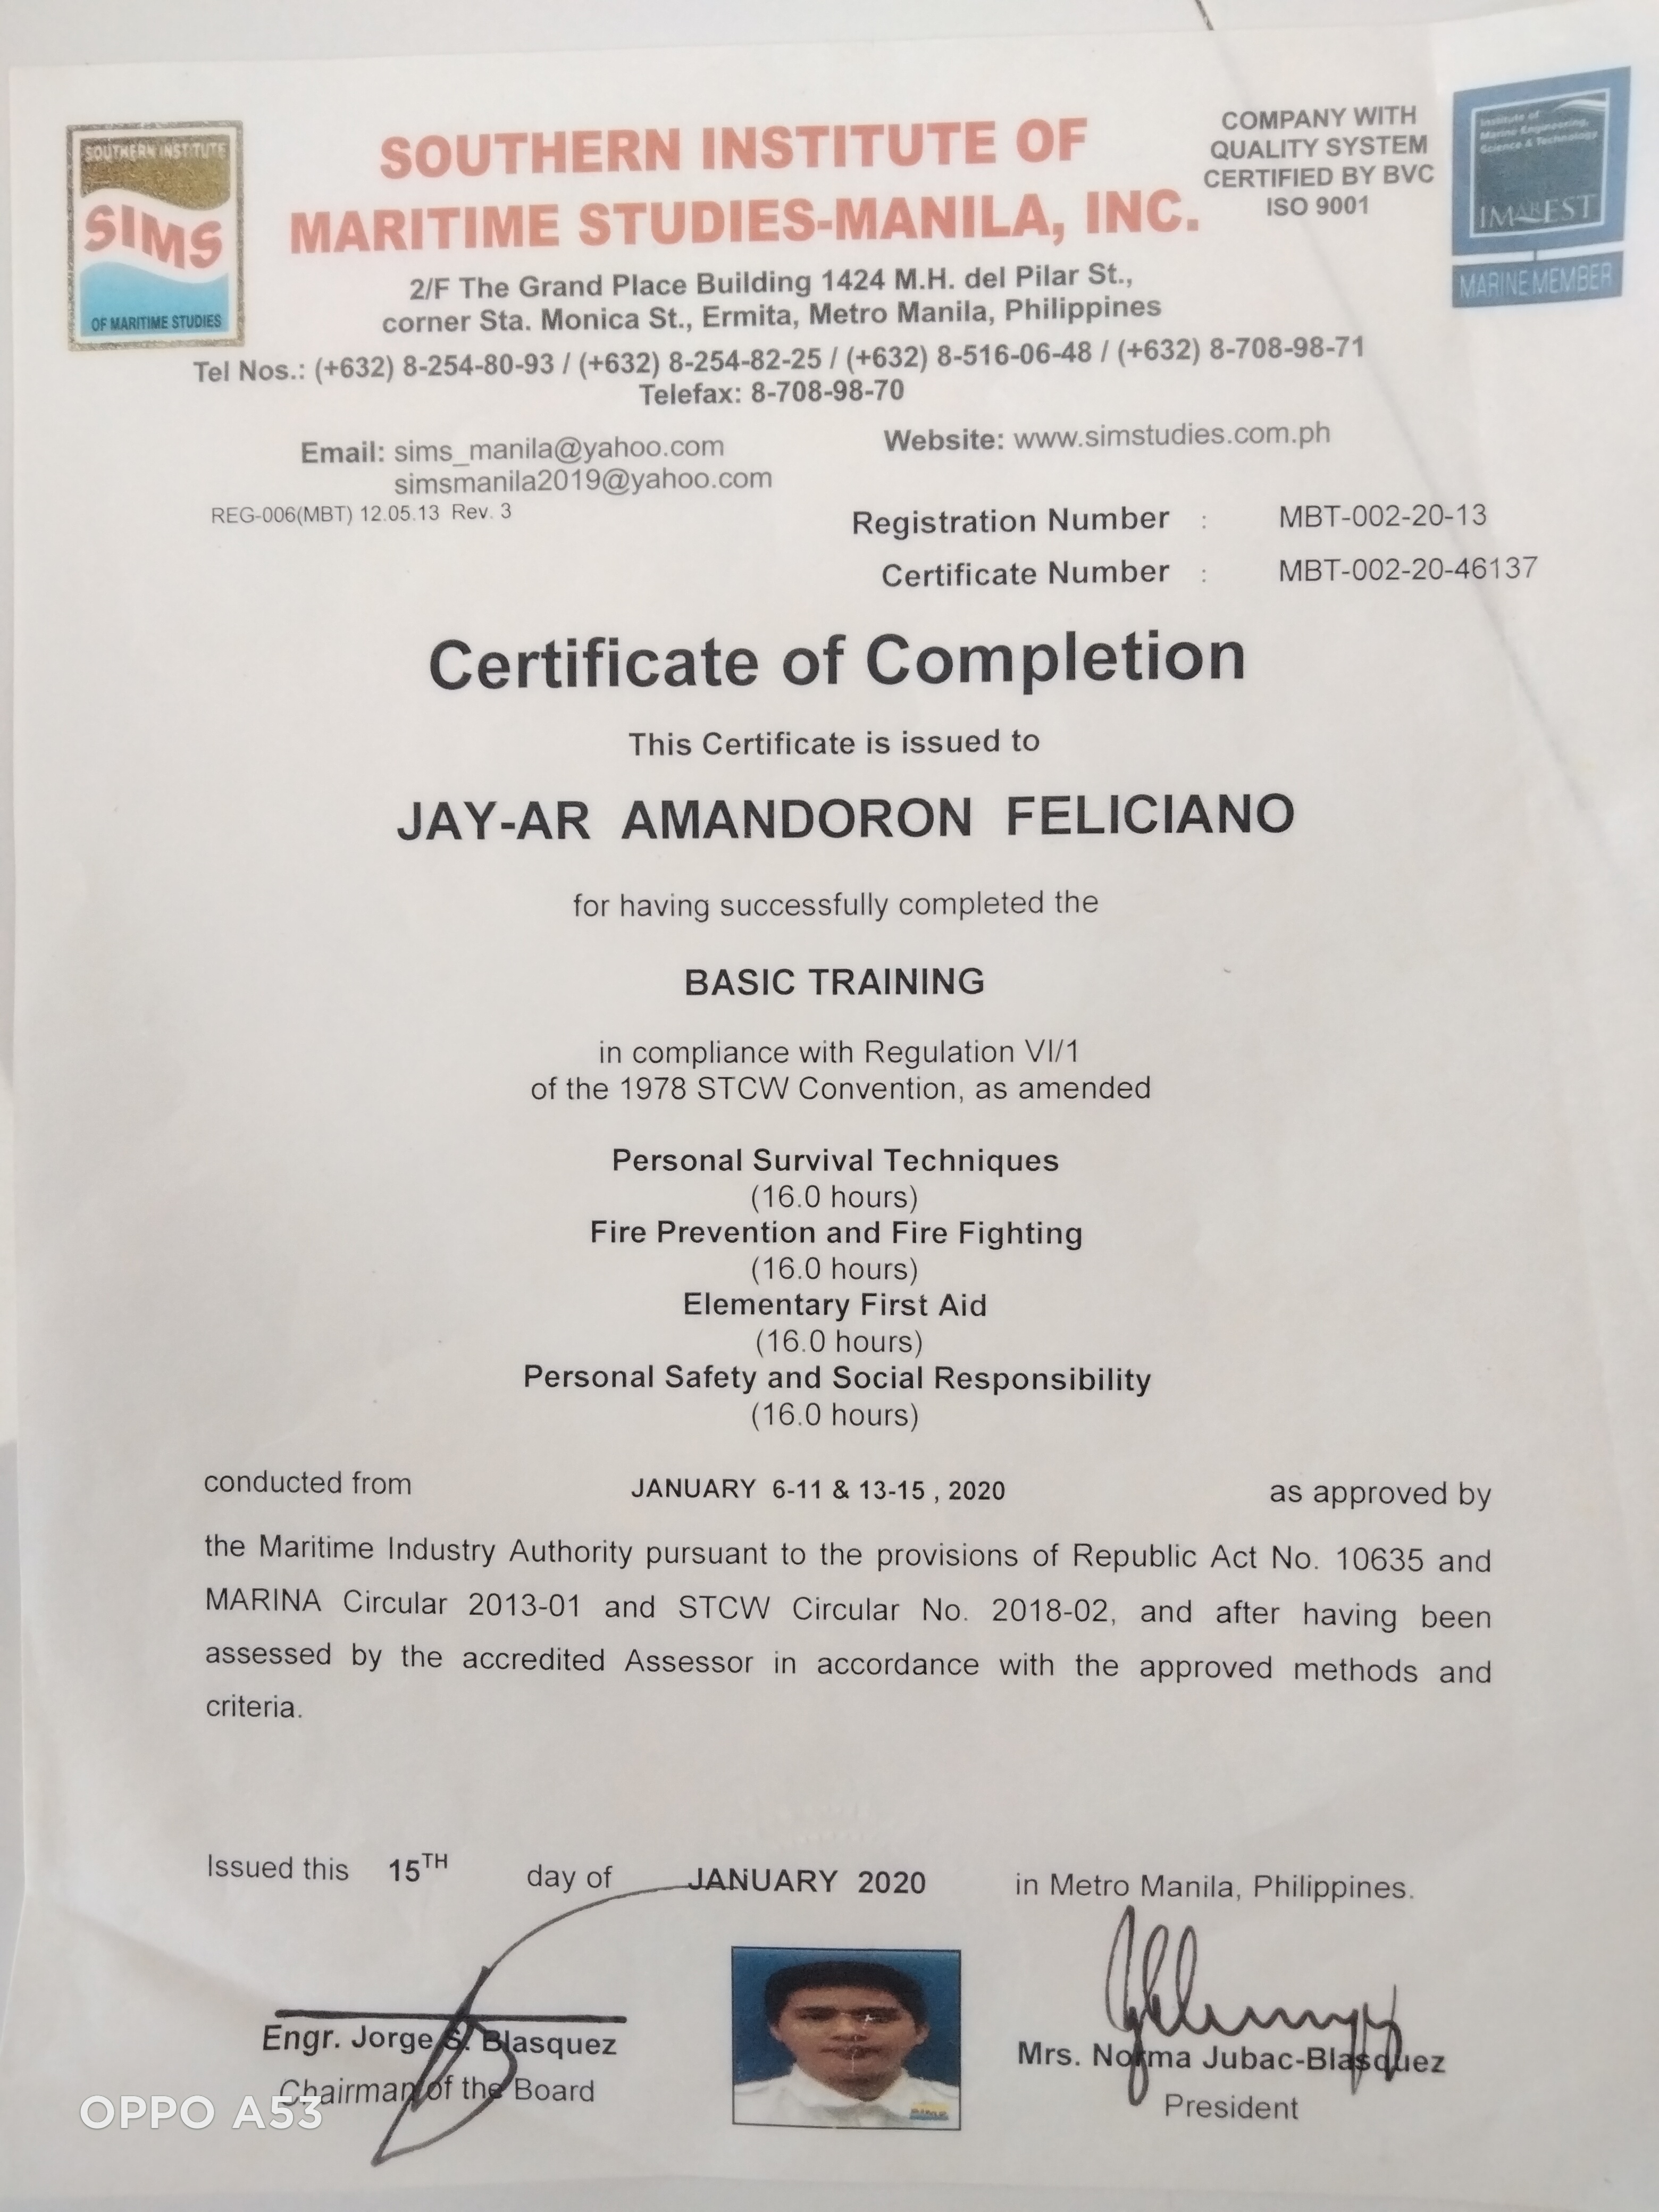 SOUTHERN INSTITUTE
SIMS
OF MARITIME STUDIES
SOUTHERN INSTITUTE OF
MARITIME STUDIES-MANILA, INC.
COMPANY WITH
QUALITY SYSTEM
CERTIFIED BY BVC
ISO 9001
Institute of
Marine Engineering,
Science & Technology
IMAREST
MARINE MEMBER
2/F The Grand Place Building 1424 M.H. del Pilar St.,
corner Sta. Monica St., Ermita, Metro Manila, Philippines
Tel Nos.: (+632) 8-254-80-93 / (+632) 8-254-82-25 / (+632) 8-516-06-48 / (+632) 8-708-98-71
Telefax: 8-708-98-70
Email: sims_manila@yahoo.com
simsmanila2019@yahoo.com
Website: www.simstudies.com.ph
REG-006(MBT) 12.05.13 Rev. 3
Registration Number : MBT-002-20-13
Certificate Number : MBT-002-20-46137
Certificate of Completion
This Certificate is issued to
JAY-AR AMANDORON FELICIANO
for having successfully completed the
BASIC TRAINING
in compliance with Regulation VI/1
of the 1978 STCW Convention, as amended
Personal Survival Techniques
(16.0 hours)
Fire Prevention and Fire Fighting
(16.0 hours)
Elementary First Aid
(16.0 hours)
Personal Safety and Social Responsibility
(16.0 hours)
conducted from JANUARY 6-11 & 13-15 , 2020 as approved by
the Maritime Industry Authority pursuant to the provisions of Republic Act No. 10635 and
MARINA Circular 2013-01 and STCW Circular No. 2018-02, and after having been
assessed by the accredited Assessor in accordance with the approved methods and
criteria.
Issued this 15TH day of JANUARY 2020 in Metro Manila, Philippines.
Engr. Jorge S. Blasquez
Chairman of the Board
Mrs. Norma Jubac-Blasquez
President
OPPO A53